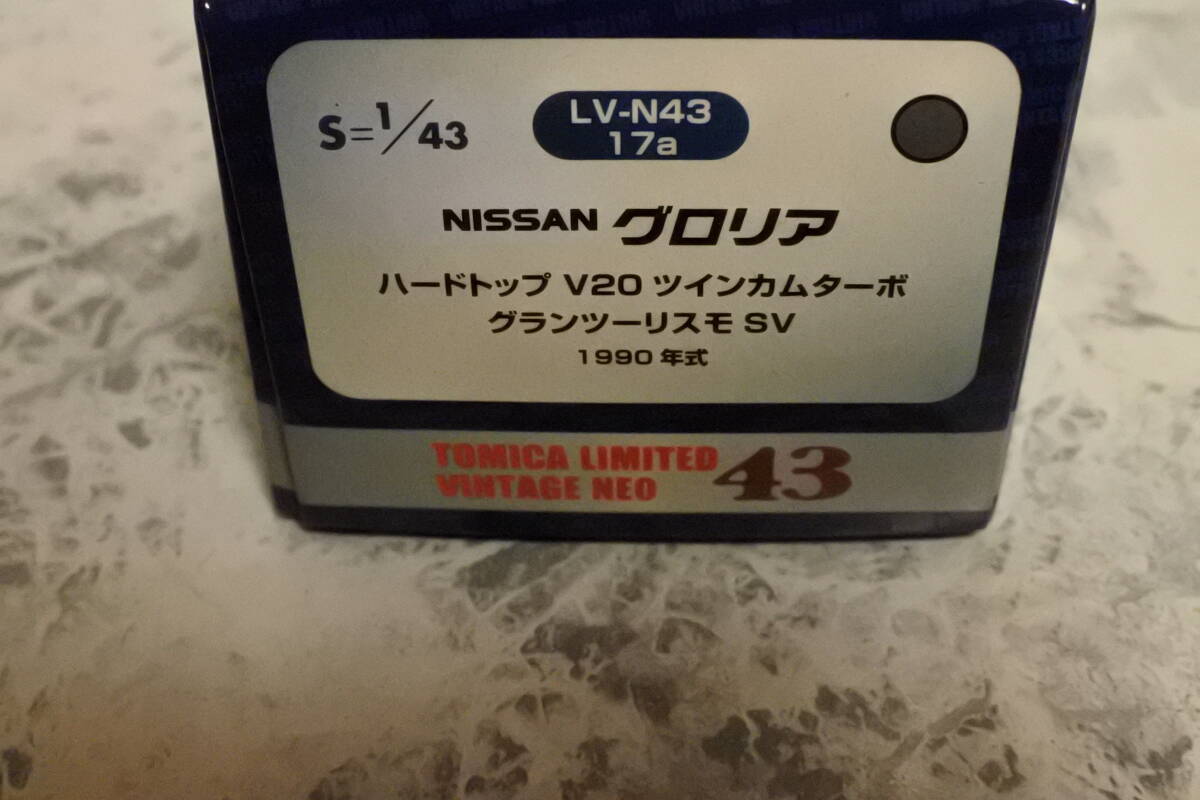 S=1/43
LV-N43
17a
NISSAN グロリア
ハードトップ V20 ツインカムターボ
グランツーリスモ SV
1990 年式
TOMICA LIMITED
VINTAGE NEO 43